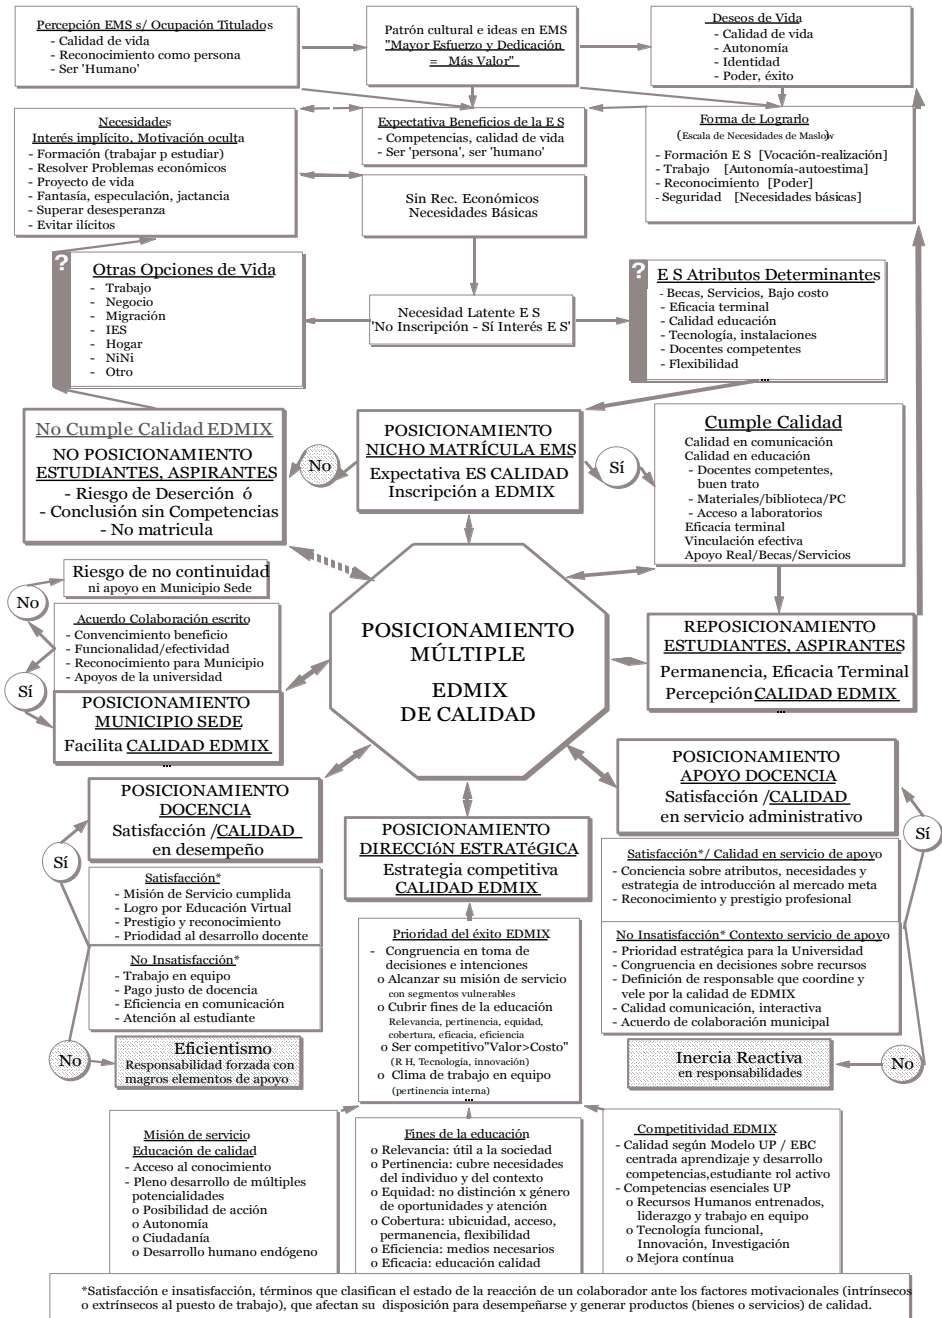 Percepción EMS s/ Ocupación Titulados
- Calidad de vida
- Reconocimiento como persona
- Ser 'Humano'
Patrón cultural e ideas en EMS
"Mayor Esfuerzo y Dedicación
= Más Valor"
Deseos de Vida
- Calidad de vida
- Autonomía
- Identidad
- Poder, éxito
Necesidades
Interés implícito, Motivación oculta
- Formación (trabajar p estudiar)
- Resolver Problemas económicos
- Proyecto de vida
- Fantasía, especulación, jactancia
- Superar desesperanza
- Evitar ilícitos
Expectativa Beneficios de la E S
- Competencias, calidad de vida
- Ser 'persona', ser 'humano'
Forma de Lograrlo
(Escala de Necesidades de Maslow)
- Formación E S [Vocación-realización]
- Trabajo [Autonomía-autoestima]
- Reconocimiento [Poder]
- Seguridad [Necesidades básicas]
Sin Rec. Económicos
Necesidades Básicas
?
Otras Opciones de Vida
- Trabajo
- Negocio
- Migración
- IES
- Hogar
- NiNi
- Otro
Necesidad Latente E S
'No Inscripción - Sí Interés E S'
?
E S Atributos Determinantes
- Becas, Servicios, Bajo costo
- Eficacia terminal
- Calidad educación
- Tecnología, instalaciones
- Docentes competentes
- Flexibilidad
...
No Cumple Calidad EDMIX
NO POSICIONAMIENTO
ESTUDIANTES, ASPIRANTES
- Riesgo de Deserción ó
- Conclusión sin Competencias
- No matricula
No
POSICIONAMIENTO
NICHO MATRÍCULA EMS
Expectativa ES CALIDAD
Inscripción a EDMIX
Sí
Cumple Calidad
Calidad en comunicación
Calidad en educación
- Docentes competentes,
buen trato
- Materiales/biblioteca/PC
- Acceso a laboratorios
Eficacia terminal
Vinculación efectiva
Apoyo Real/Becas/Servicios
Riesgo de no continuidad
ni apoyo en Municipio Sede
No
Acuerdo Colaboración escrito
- Convencimiento beneficio
- Funcionalidad/efectividad
- Reconocimiento para Municipio
- Apoyos de la universidad
Sí
POSICIONAMIENTO
MUNICIPIO SEDE
Facilita CALIDAD EDMIX
...
POSICIONAMIENTO
MÚLTIPLE
EDMIX
DE CALIDAD
REPOSICIONAMIENTO
ESTUDIANTES, ASPIRANTES
Permanencia, Eficacia Terminal
Percepción CALIDAD EDMIX
...
POSICIONAMIENTO
DOCENCIA
Satisfacción /CALIDAD
en desempeño
Sí
Satisfacción*
- Misión de Servicio cumplida
- Logro por Educación Virtual
- Prestigio y reconocimiento
- Priodidad al desarrollo docente
No Insatisfacción*
- Trabajo en equipo
- Pago justo de docencia
- Eficiencia en comunicación
- Atención al estudiante
No
Eficientismo
Responsabilidad forzada con
magros elementos de apoyo
POSICIONAMIENTO
DIRECCIóN ESTRATéGICA
Estrategia competitiva
CALIDAD EDMIX
Prioridad del éxito EDMIX
- Congruencia en toma de
decisiones e intenciones
o Alcanzar su misión de servicio
con segmentos vulnerables
o Cubrir fines de la educación
Relevancia, pertinencia, equidad,
cobertura, eficacia, eficiencia
o Ser competitivo"Valor>Costo"
(R H, Tecnología, innovación)
o Clima de trabajo en equipo
(pertinencia interna)
...
POSICIONAMIENTO
APOYO DOCENCIA
Satisfacción /CALIDAD
en servicio administrativo
Sí
Satisfacción*/ Calidad en servicio de apoyo
- Conciencia sobre atributos, necesidades y
estrategia de introducción al mercado meta
- Reconocimiento y prestigio profesional
No Insatisfacción* Contexto servicio de apoyo
- Prioridad estratégica para la Universidad
- Congruencia en decisiones sobre recursos
- Definición de responsable que coordine y
vele por la calidad de EDMIX
- Calidad comunicación, interactiva
- Acuerdo de colaboración municipal
Inercia Reactiva
en responsabilidades
No
Misión de servicio
Educación de calidad
- Acceso al conocimiento
- Pleno desarrollo de múltiples
potencialidades
o Posibilidad de acción
o Autonomía
o Ciudadanía
o Desarrollo humano endógeno
Fines de la educación
o Relevancia: útil a la sociedad
o Pertinencia: cubre necesidades
del individuo y del contexto
o Equidad: no distinción x género
de oportunidades y atención
o Cobertura: ubicuidad, acceso,
permanencia, flexibilidad
o Eficiencia: medios necesarios
o Eficacia: educación calidad
Competitividad EDMIX
- Calidad según Modelo UP / EBC
centrada aprendizaje y desarrollo
competencias,estudiante rol activo
- Competencias esenciales UP
o Recursos Humanos entrenados,
liderazgo y trabajo en equipo
o Tecnología funcional,
Innovación, Investigación
o Mejora contínua
*Satisfacción e insatisfacción, términos que clasifican el estado de la reacción de un colaborador ante los factores motivacionales (intrínsecos
o extrínsecos al puesto de trabajo), que afectan su disposición para desempeñarse y generar productos (bienes o servicios) de calidad.